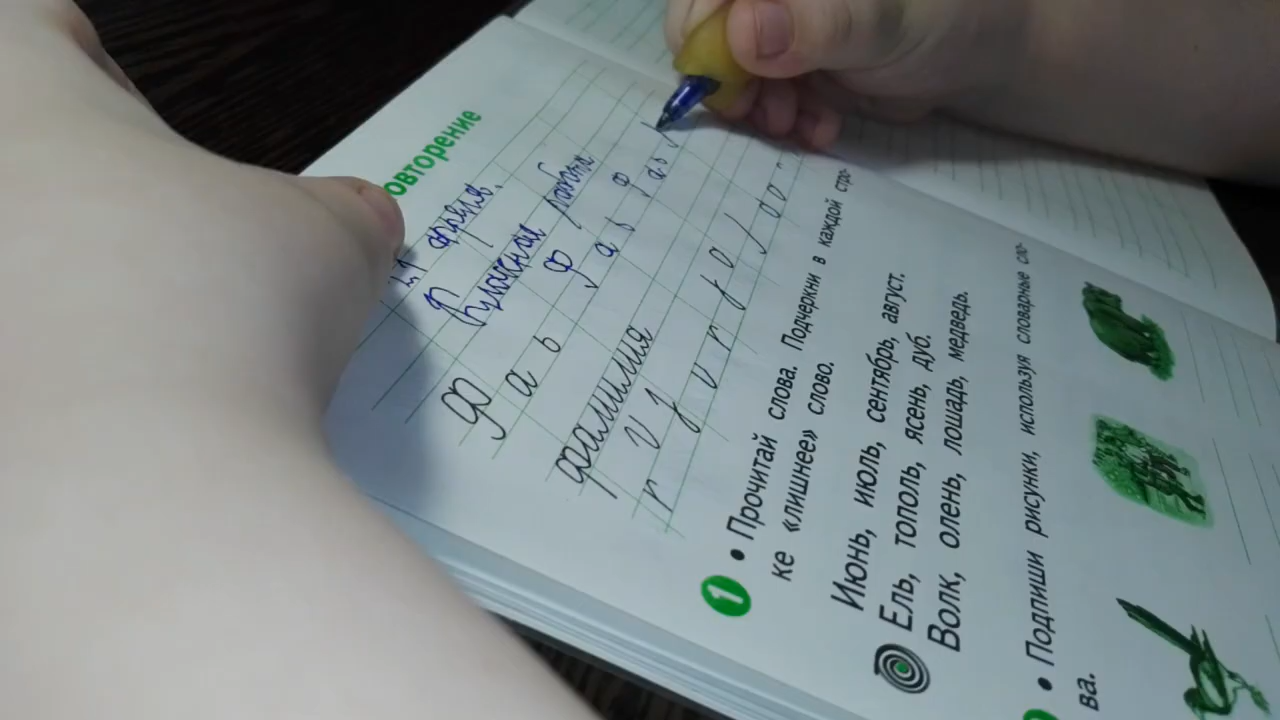 овторение
апреля.
Классная работа
Ф Ф Ф
а в а в
фамилия
1 • Прочитай слова. Подчеркни в каждой стро-
ке «лишнее» слово.
Июнь, июль, сентябрь, август.
Ель, тополь, ясень, дуб.
Волк, олень, лошадь, медведь.
• Подпиши рисунки, используя словарные сло-
ва.